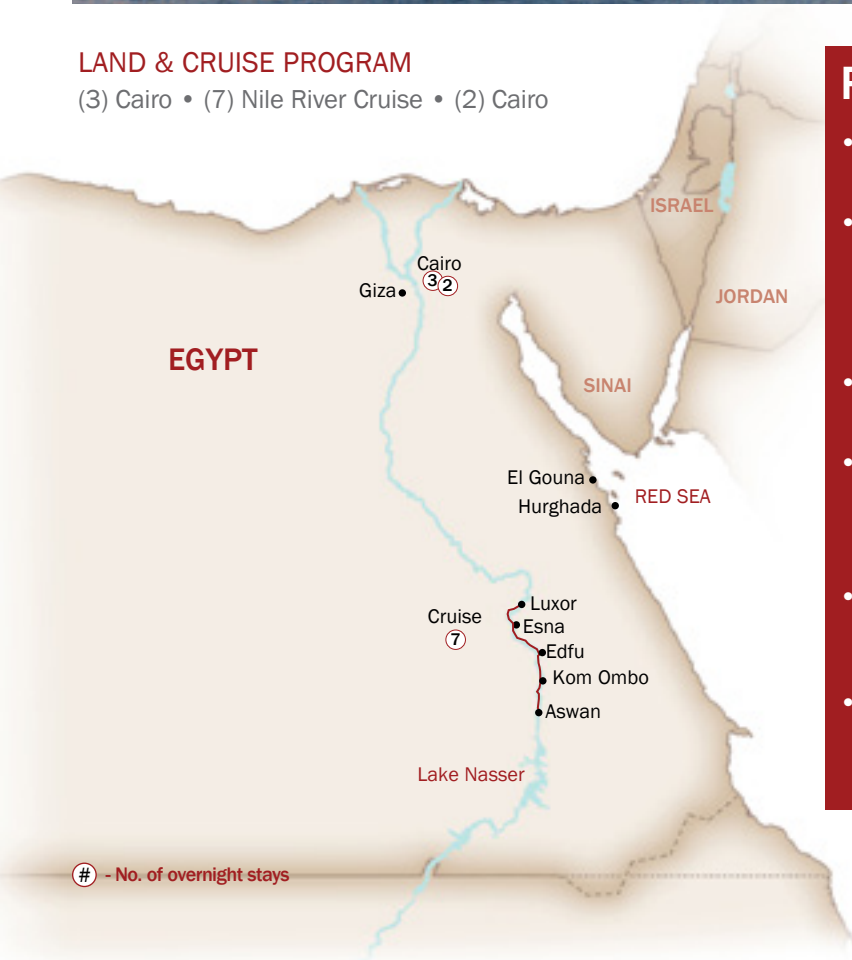 LAND & CRUISE PROGRAM
(3) Cairo • (7) Nile River Cruise • (2) Cairo
ISRAEL
Cairo
3
2
Giza
JORDAN
EGYPT
SINAI
El Gouna
RED SEA
Hurghada
Luxor
Cruise
7
Esna
Edfu
Kom Ombo
Aswan
Lake Nasser
# - No. of overnight stays